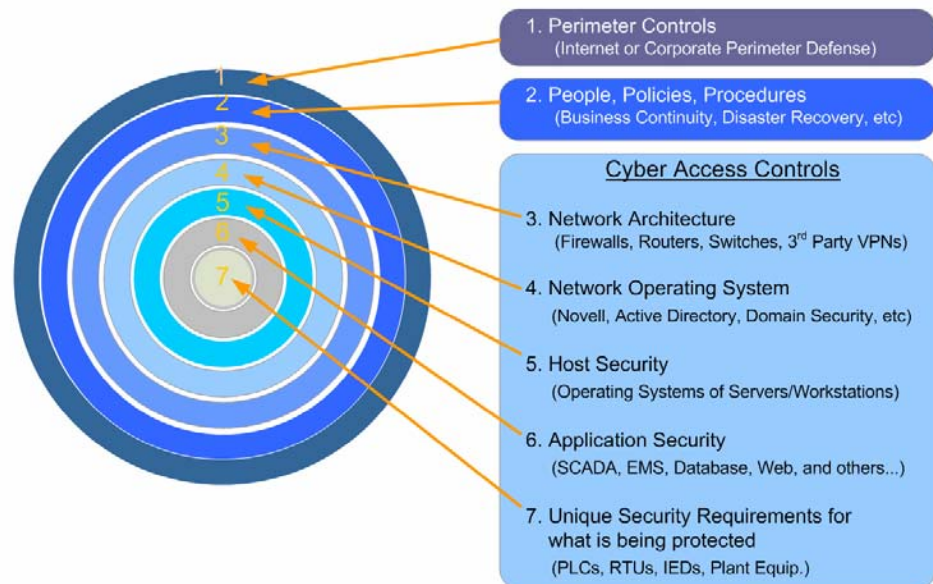 1
2
3
4
5
6
7
1. Perimeter Controls
(Internet or Corporate Perimeter Defense)
2. People, Policies, Procedures
(Business Continuity, Disaster Recovery, etc)
Cyber Access Controls
3. Network Architecture
(Firewalls, Routers, Switches, 3rd Party VPNs)
4. Network Operating System
(Novell, Active Directory, Domain Security, etc)
5. Host Security
(Operating Systems of Servers/Workstations)
6. Application Security
(SCADA, EMS, Database, Web, and others...)
7. Unique Security Requirements for
what is being protected
(PLCs, RTUs, IEDs, Plant Equip.)